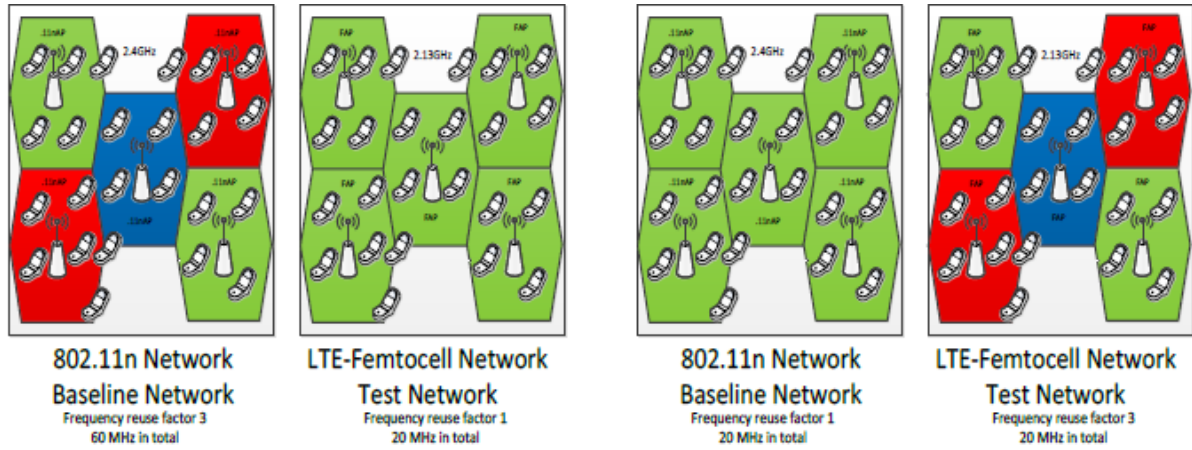 .11nAP
.11nAP
2.4GHz
.11nAP
.11nAP
.11nAP
802.11n Network
Baseline Network
Frequency reuse factor 3
60 MHz in total
FAP
FAP
2.13GHz
FAP
FAP
FAP
LTE-Femtocell Network
Test Network
Frequency reuse factor 1
20 MHz in total
.11nAP
.11nAP
2.4GHz
.11nAP
.11nAP
.11nAP
802.11n Network
Baseline Network
Frequency reuse factor 1
20 MHz in total
FAP
FAP
2.13GHz
FAP
FAP
FAP
LTE-Femtocell Network
Test Network
Frequency reuse factor 3
20 MHz in total